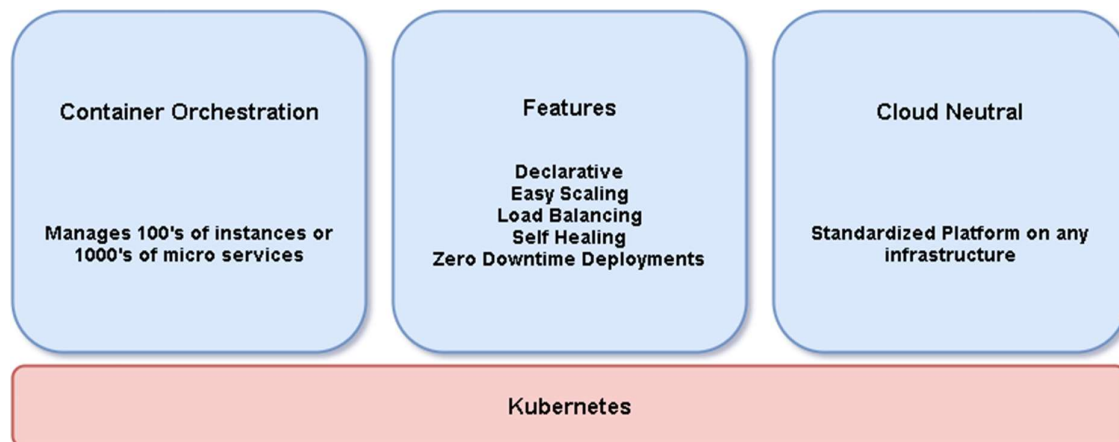 Container Orchestration
Manages 100's of instances or
1000's of micro services
Features
Declarative
Easy Scaling
Load Balancing
Self Healing
Zero Downtime Deployments
Cloud Neutral
Standardized Platform on any
infrastructure
Kubernetes